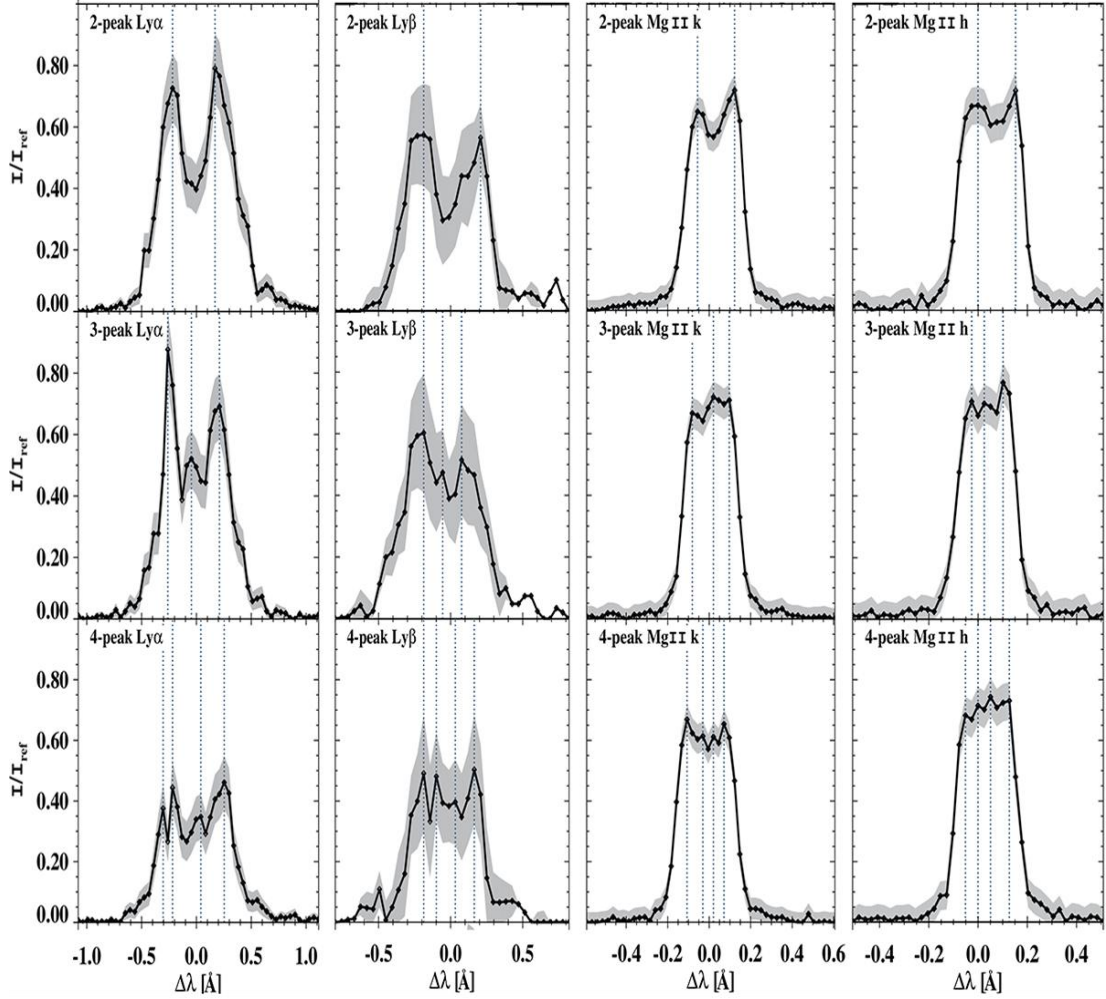 2-peak Lyα 2-peak Lyβ 2-peak Mg II k 2-peak Mg II h
0.80
0.60
I/I_ref
0.40
0.20
0.00
3-peak Lyα 3-peak Lyβ 3-peak Mg II k 3-peak Mg II h
0.80
0.60
I/I_ref
0.40
0.20
0.00
4-peak Lyα 4-peak Lyβ 4-peak Mg II k 4-peak Mg II h
0.80
0.60
I/I_ref
0.40
0.20
0.00
-1.0 -0.5 0.0 0.5 1.0 -0.5 0.0 0.5 -0.4 -0.2 0.0 0.2 0.4 0.6 -0.4 -0.2 0.0 0.2 0.4
Δλ [Å] Δλ [Å] Δλ [Å] Δλ [Å]